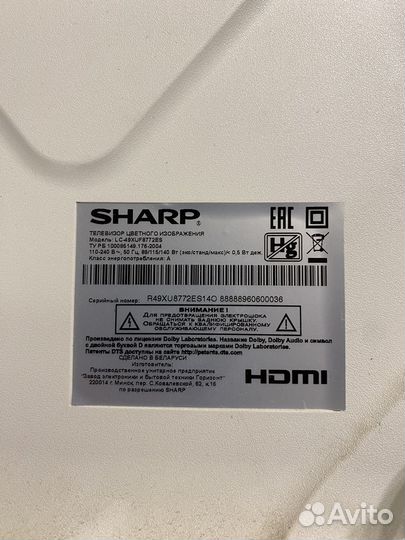 SHARP®
ТЕЛЕВИЗОР ЦВЕТНОГО ИЗОБРАЖЕНИЯ
Модель: LC-49XUF8772ES
ТУ РБ 100085149.176-2004
110-240 В ~, 50 Гц, 86/115/140 Вт (эко/станд/макс)/< 0,5 Вт деж.
Класс энергопотребления: A
EAC
Hg
Серийный номер: R49XU8772ES14O 88888960600036
ВНИМАНИЕ!
Для предотвращения электрошока
не снимать заднюю крышку.
Обращаться к квалифицированному
обслуживающему персоналу.
Произведено по лицензии Dolby Laboratories. Название Dolby, Dolby Audio и символ
с двойной буквой D являются торговыми марками Dolby Laboratories.
Патенты DTS доступны на сайте http://patents.dts.com
СДЕЛАНО В БЕЛАРУСИ
Изготовитель:
Производственное унитарное предприятие
"Завод электроники и бытовой техники Горизонт"
220014 г. Минск, пер. С.Ковалевской, 62, к.16
по разрешению SHARP
HDMI
Avito